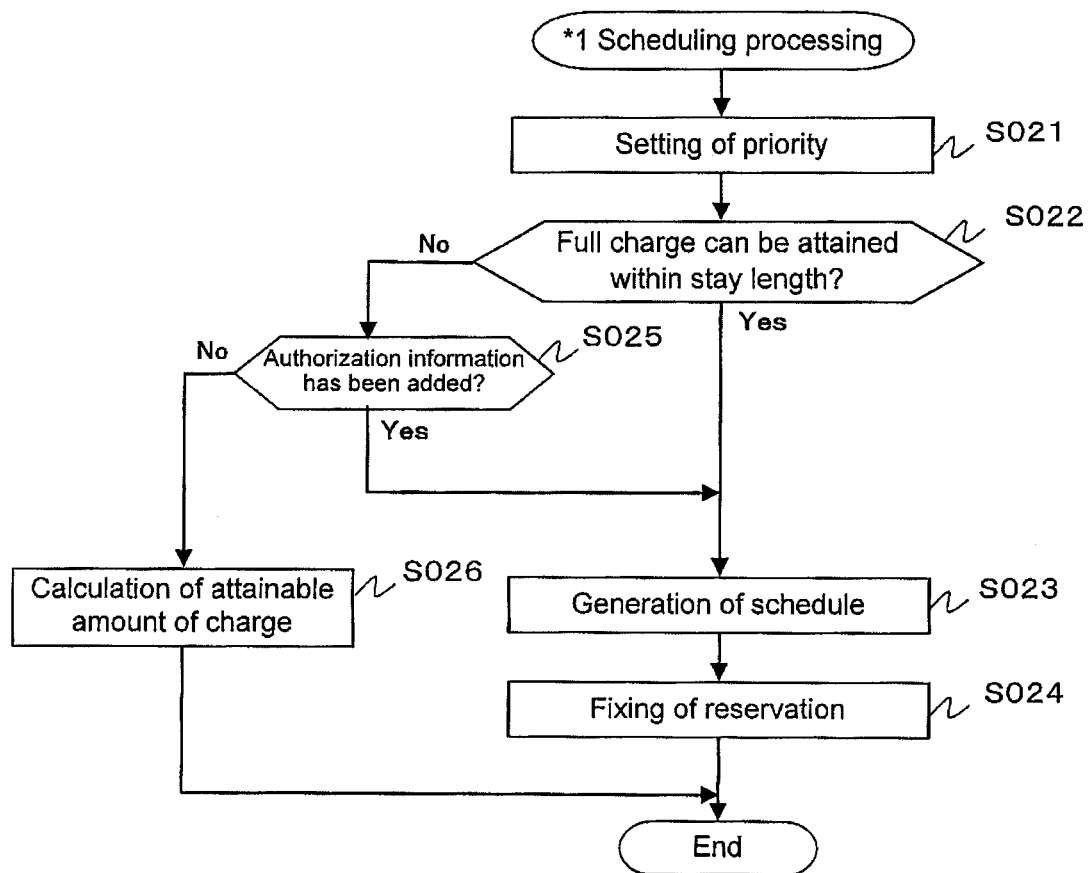 *1 Scheduling processing
Setting of priority
S021
Full charge can be attained
within stay length?
S022
No
Yes
Authorization information
has been added?
S025
No
Yes
Calculation of attainable
amount of charge
S026
Generation of schedule
S023
Fixing of reservation
S024
End